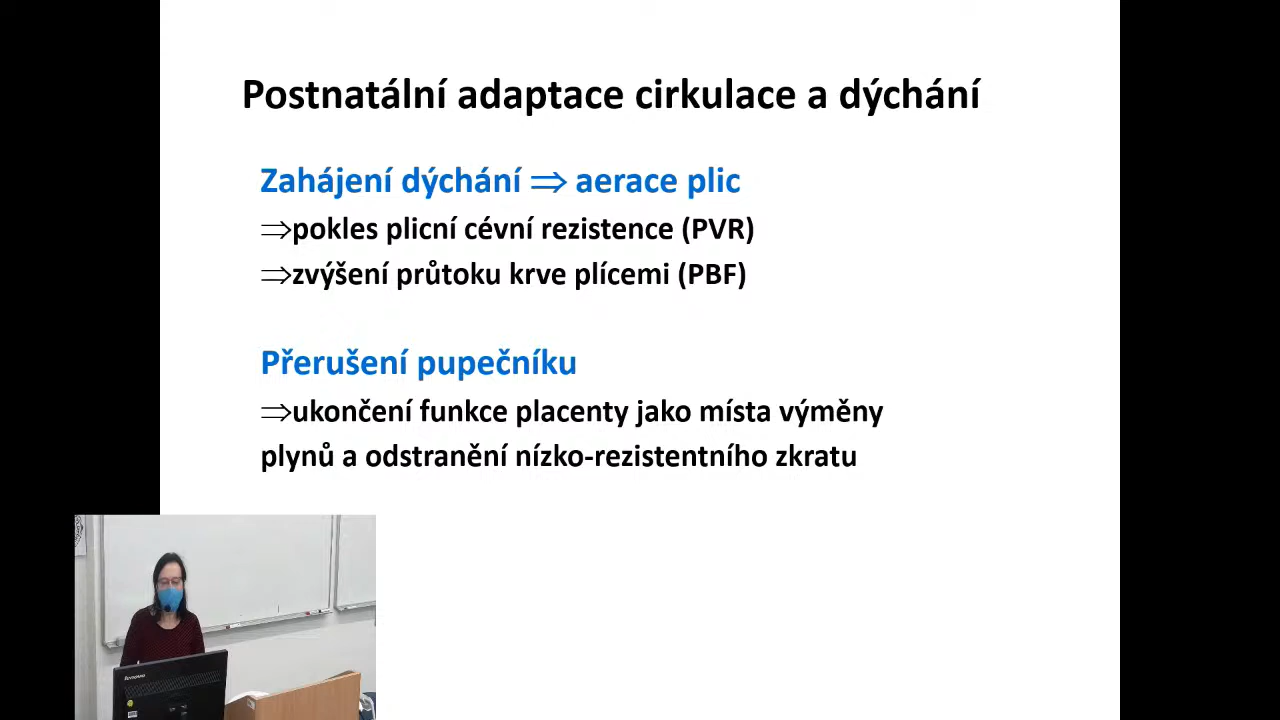 Postnatální adaptace cirkulace a dýchání
Zahájení dýchání ⇒ aerace plic
⇒pokles plicní cévní rezistence (PVR)
⇒zvýšení průtoku krve plícemi (PBF)
Přerušení pupečníku
⇒ukončení funkce placenty jako místa výměny
plynů a odstranění nízko-rezistentního zkratu